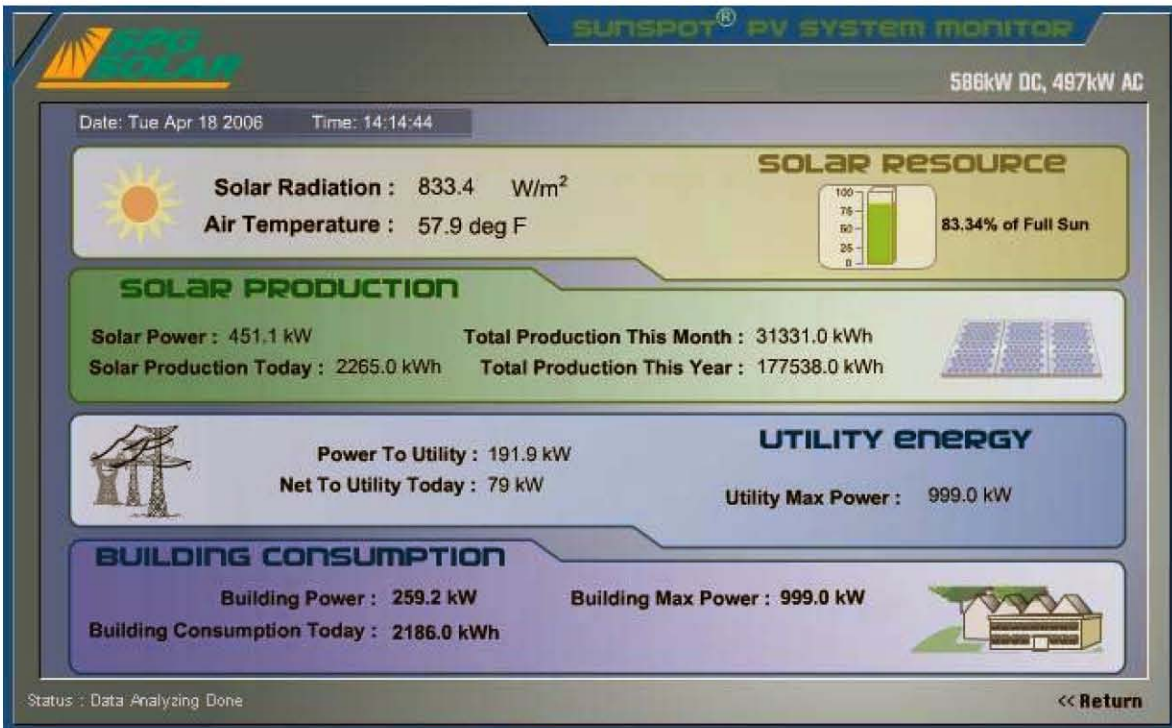 SPG
SOLAR
SUNSPOT® PV SYSTEM MONITOR
586kW DC, 497kW AC
Date: Tue Apr 18 2006 Time: 14:14:44
SOLAR RESOURCE
Solar Radiation : 833.4 W/m²
Air Temperature : 57.9 deg F
100
75
50
25
0
83.34% of Full Sun
SOLAR PRODUCTION
Solar Power : 451.1 kW Total Production This Month : 31331.0 kWh
Solar Production Today : 2265.0 kWh Total Production This Year : 177538.0 kWh
UTILITY ENERGY
Power To Utility : 191.9 kW
Net To Utility Today : 79 kW
Utility Max Power : 999.0 kW
BUILDING CONSUMPTION
Building Power : 259.2 kW Building Max Power : 999.0 kW
Building Consumption Today : 2186.0 kWh
Status : Data Analyzing Done
<< Return